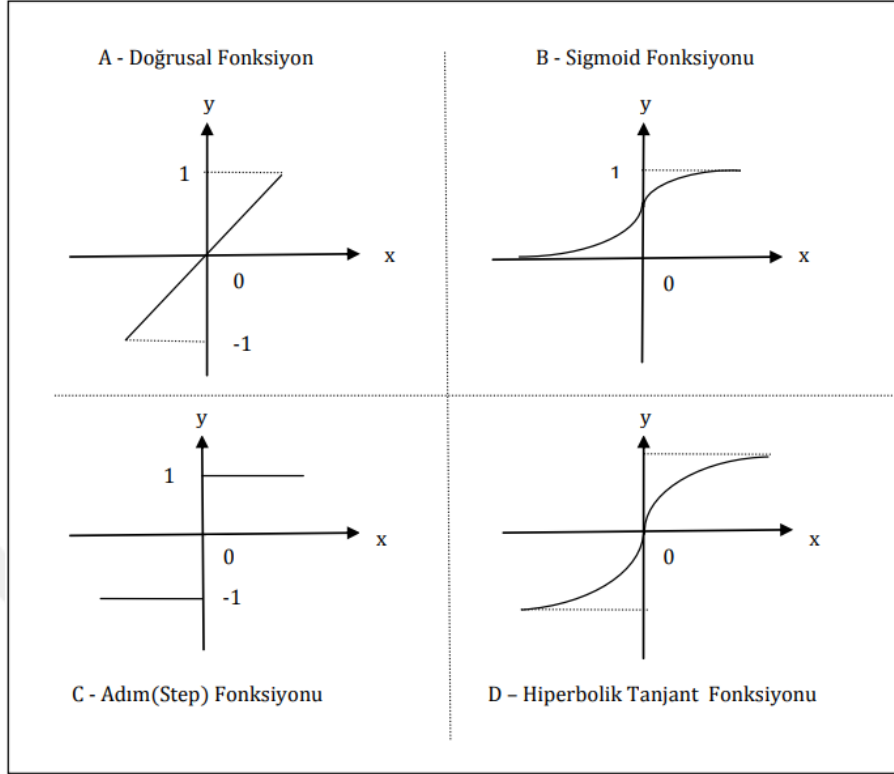 A - Doğrusal Fonksiyon
y
1
x
0
-1
B - Sigmoid Fonksiyonu
y
1
x
0
y
1
x
0
-1
C - Adım(Step) Fonksiyonu
y
x
0
D – Hiperbolik Tanjant Fonksiyonu